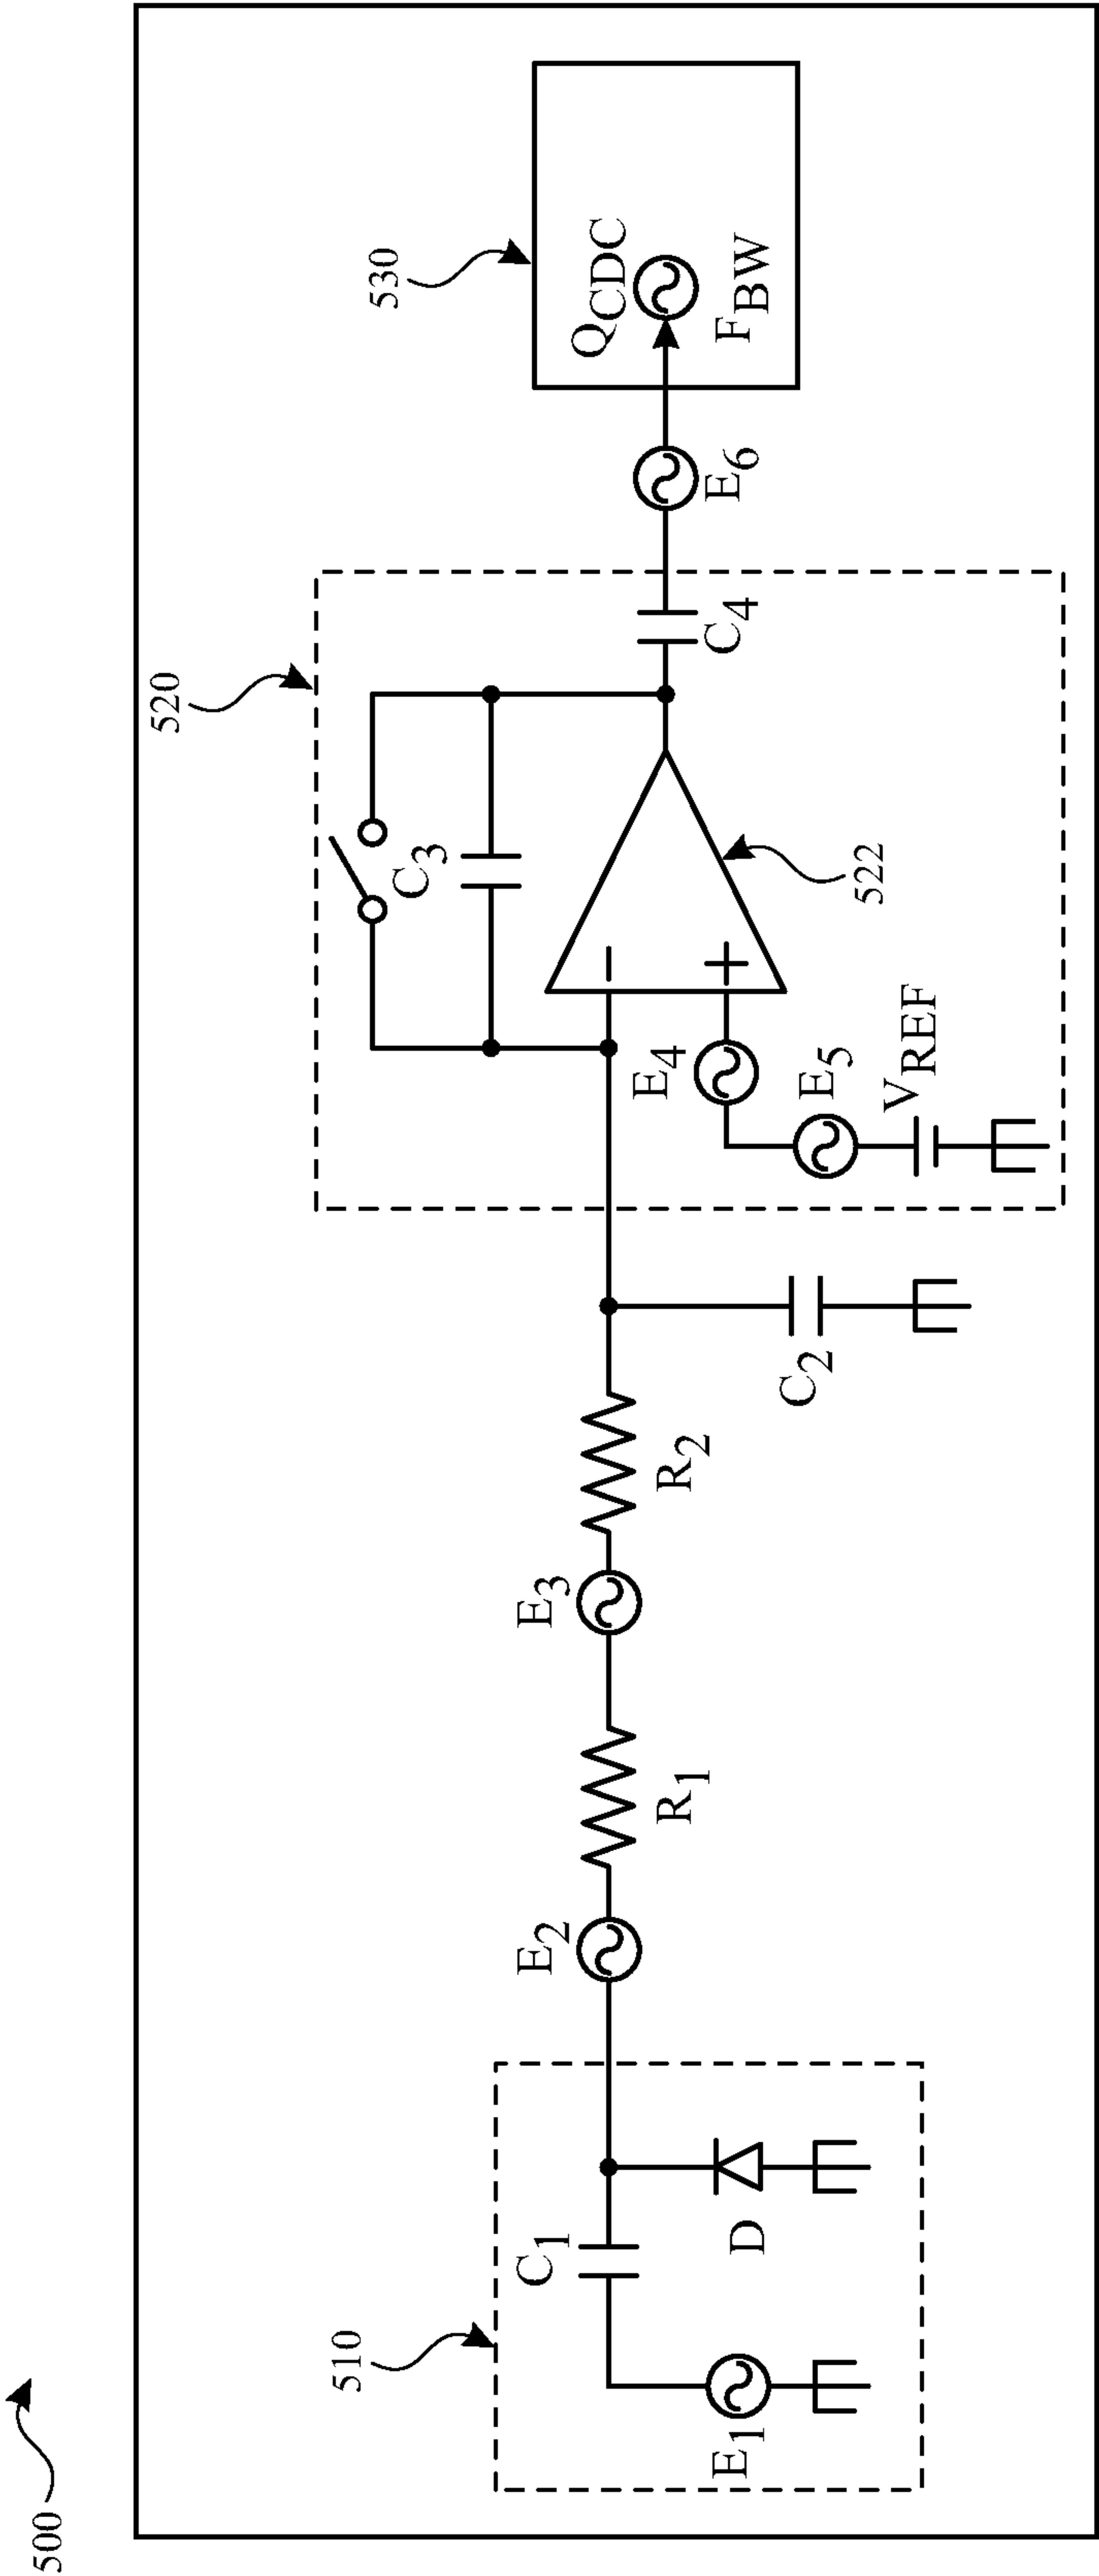 500
510
E1
C1
D
E2
R1
E3
R2
C2
520
C3
−
+
E4
E5
VREF
522
C4
E6
530
QCDC
FBW